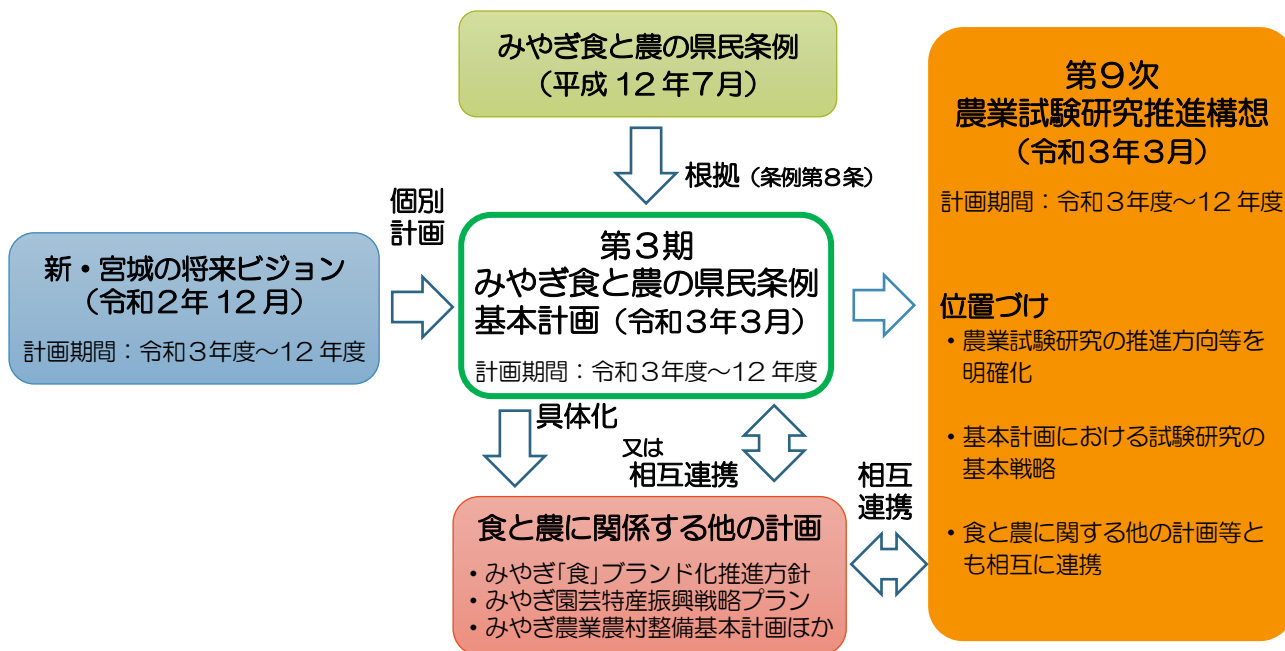 みやぎ食と農の県民条例
（平成12年7月）
根拠（条例第8条）
個別
計画
新・宮城の将来ビジョン
（令和2年12月）
計画期間：令和3年度～12年度
第3期
みやぎ食と農の県民条例
基本計画（令和3年3月）
計画期間：令和3年度～12年度
具体化
又は
相互連携
食と農に関係する他の計画
・みやぎ「食」ブランド化推進方針
・みやぎ園芸特産振興戦略プラン
・みやぎ農業農村整備基本計画ほか
相互
連携
第9次
農業試験研究推進構想
（令和3年3月）
計画期間：令和3年度～12年度
位置づけ
・農業試験研究の推進方向等を
明確化
・基本計画における試験研究の
基本戦略
・食と農に関する他の計画等と
も相互に連携